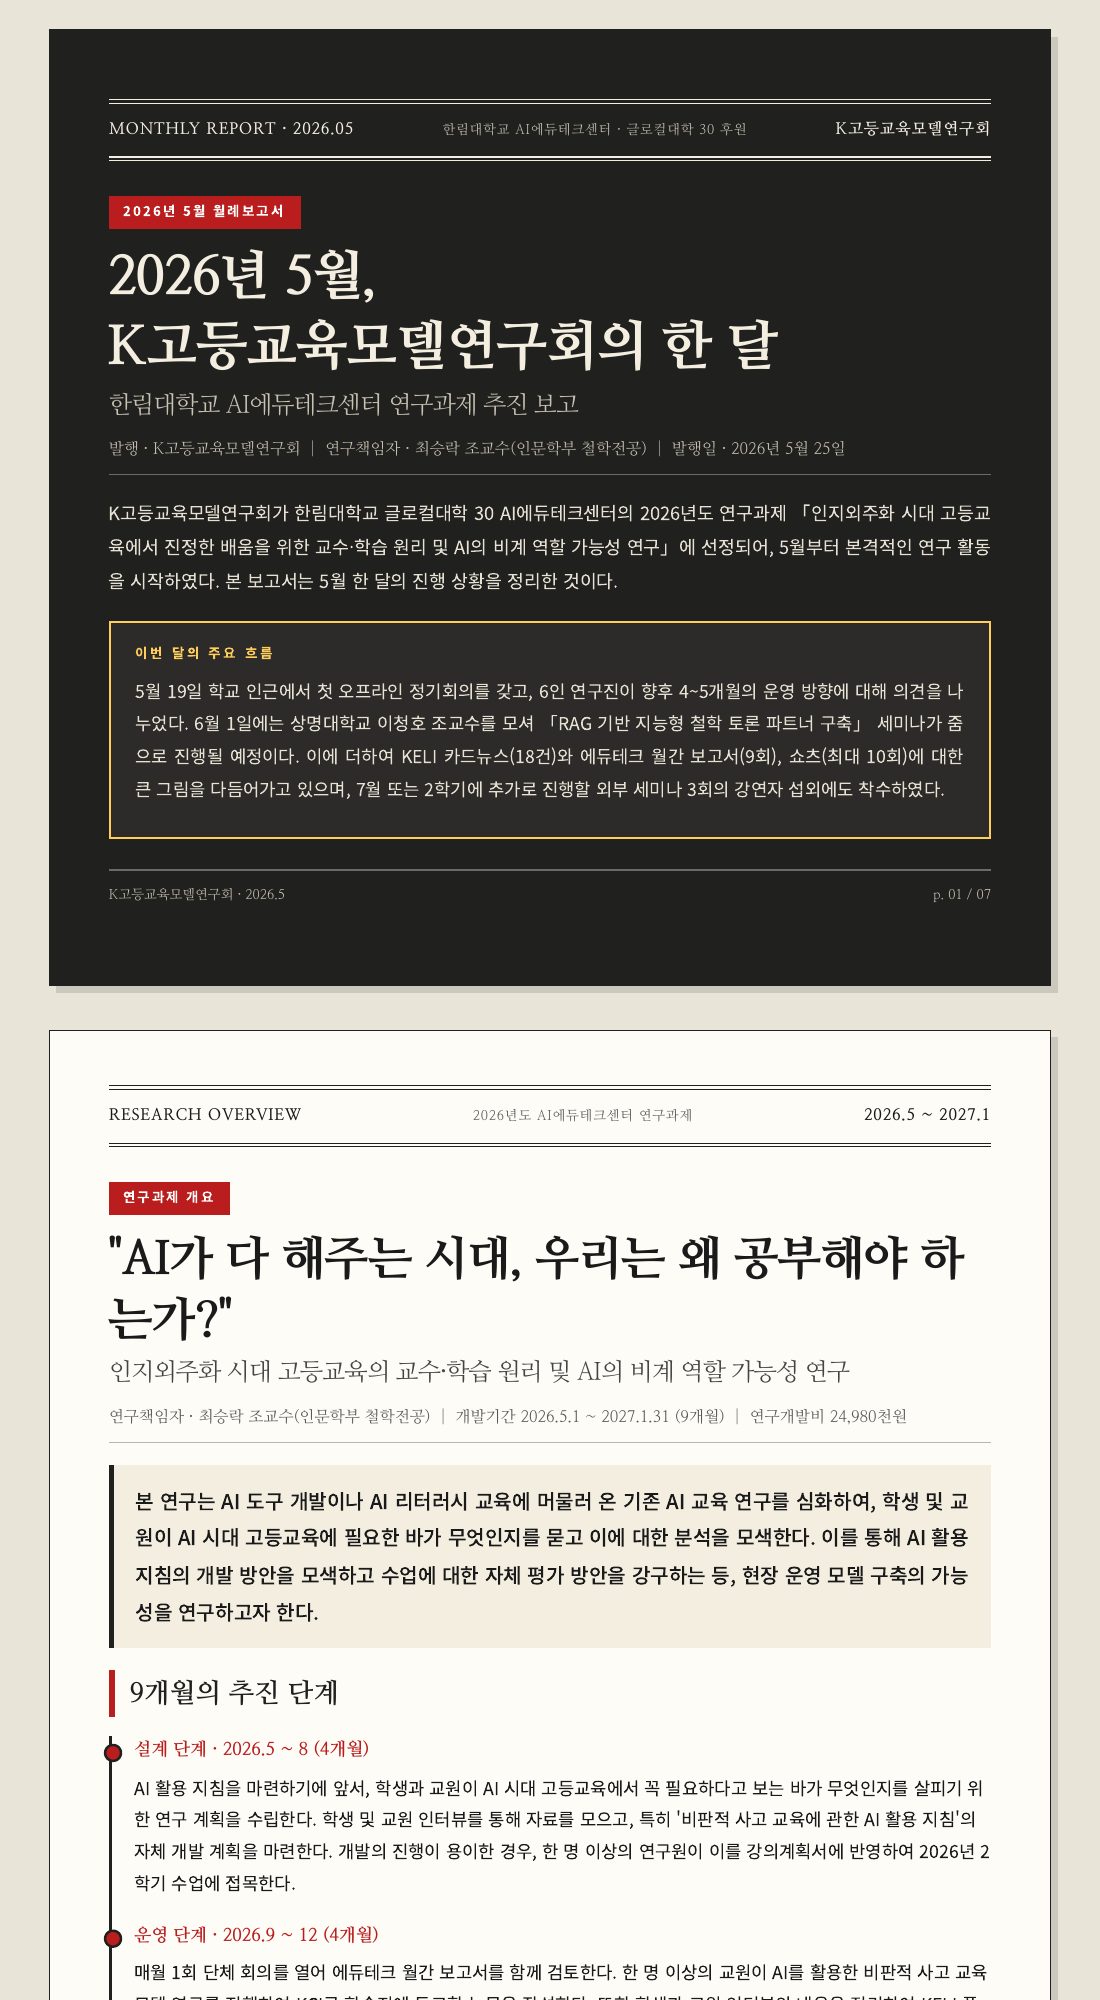 MONTHLY REPORT · 2026.05
한림대학교 AI에듀테크센터 · 글로컬대학 30 후원
K고등교육모델연구회
2026년 5월 월례보고서
2026년 5월,
K고등교육모델연구회의 한 달
한림대학교 AI에듀테크센터 연구과제 추진 보고
발행 · K고등교육모델연구회 | 연구책임자 · 최승락 조교수(인문학부 철학전공) | 발행일 · 2026년 5월 25일
K고등교육모델연구회가 한림대학교 글로컬대학 30 AI에듀테크센터의 2026년도 연구과제 「인지외주화 시대 고등교
육에서 진정한 배움을 위한 교수·학습 원리 및 AI의 비계 역할 가능성 연구」에 선정되어, 5월부터 본격적인 연구 활동
을 시작하였다. 본 보고서는 5월 한 달의 진행 상황을 정리한 것이다.
이번 달의 주요 흐름
5월 19일 학교 인근에서 첫 오프라인 정기회의를 갖고, 6인 연구진이 향후 4~5개월의 운영 방향에 대해 의견을 나
누었다. 6월 1일에는 상명대학교 이청호 조교수를 모셔 「RAG 기반 지능형 철학 토론 파트너 구축」 세미나가 줌
으로 진행될 예정이다. 이에 더하여 KELI 카드뉴스(18건)와 에듀테크 월간 보고서(9회), 쇼츠(최대 10회)에 대한
큰 그림을 다듬어가고 있으며, 7월 또는 2학기에 추가로 진행할 외부 세미나 3회의 강연자 섭외에도 착수하였다.
K고등교육모델연구회 · 2026.5
p. 01 / 07
RESEARCH OVERVIEW
2026년도 AI에듀테크센터 연구과제
2026.5 ~ 2027.1
연구과제 개요
"AI가 다 해주는 시대, 우리는 왜 공부해야 하
는가?"
인지외주화 시대 고등교육의 교수·학습 원리 및 AI의 비계 역할 가능성 연구
연구책임자 · 최승락 조교수(인문학부 철학전공) | 개발기간 2026.5.1 ~ 2027.1.31 (9개월) | 연구개발비 24,980천원
본 연구는 AI 도구 개발이나 AI 리터러시 교육에 머물러 온 기존 AI 교육 연구를 심화하여, 학생 및 교
원이 AI 시대 고등교육에 필요한 바가 무엇인지를 묻고 이에 대한 분석을 모색한다. 이를 통해 AI 활용
지침의 개발 방안을 모색하고 수업에 대한 자체 평가 방안을 강구하는 등, 현장 운영 모델 구축의 가능
성을 연구하고자 한다.
9개월의 추진 단계
설계 단계 · 2026.5 ~ 8 (4개월)
AI 활용 지침을 마련하기에 앞서, 학생과 교원이 AI 시대 고등교육에서 꼭 필요하다고 보는 바가 무엇인지를 살피기 위
한 연구 계획을 수립한다. 학생 및 교원 인터뷰를 통해 자료를 모으고, 특히 '비판적 사고 교육에 관한 AI 활용 지침'의
자체 개발 계획을 마련한다. 개발의 진행이 용이한 경우, 한 명 이상의 연구원이 이를 강의계획서에 반영하여 2026년 2
학기 수업에 접목한다.
운영 단계 · 2026.9 ~ 12 (4개월)
매월 1회 단체 회의를 열어 에듀테크 월간 보고서를 함께 검토한다. 한 명 이상의 교원이 AI를 활용한 비판적 사고 교육